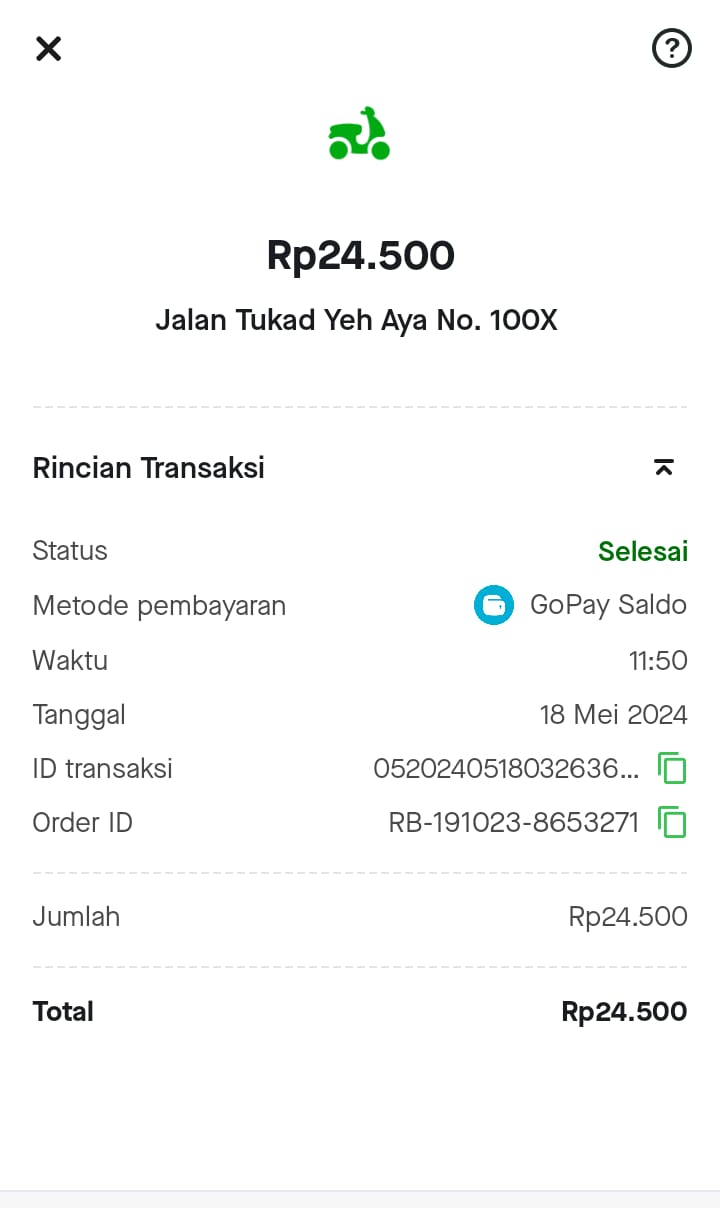 Rp24.500
Jalan Tukad Yeh Aya No. 100X
Rincian Transaksi
Status Selesai
Metode pembayaran GoPay Saldo
Waktu 11:50
Tanggal 18 Mei 2024
ID transaksi 0520240518032636...
Order ID RB-191023-8653271
Jumlah Rp24.500
Total Rp24.500